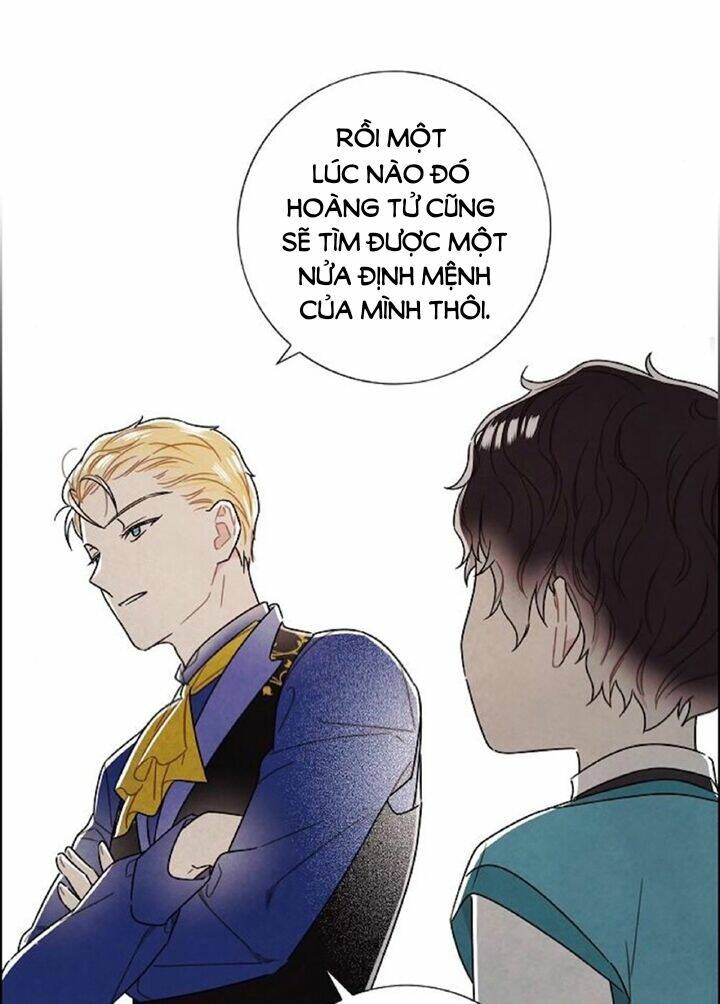 RỒI MỘT
LÚC NÀO ĐÓ
HOÀNG TỬ CŨNG
SẼ TÌM ĐƯỢC MỘT
NỬA ĐỊNH MỆNH
CỦA MÌNH THÔI.